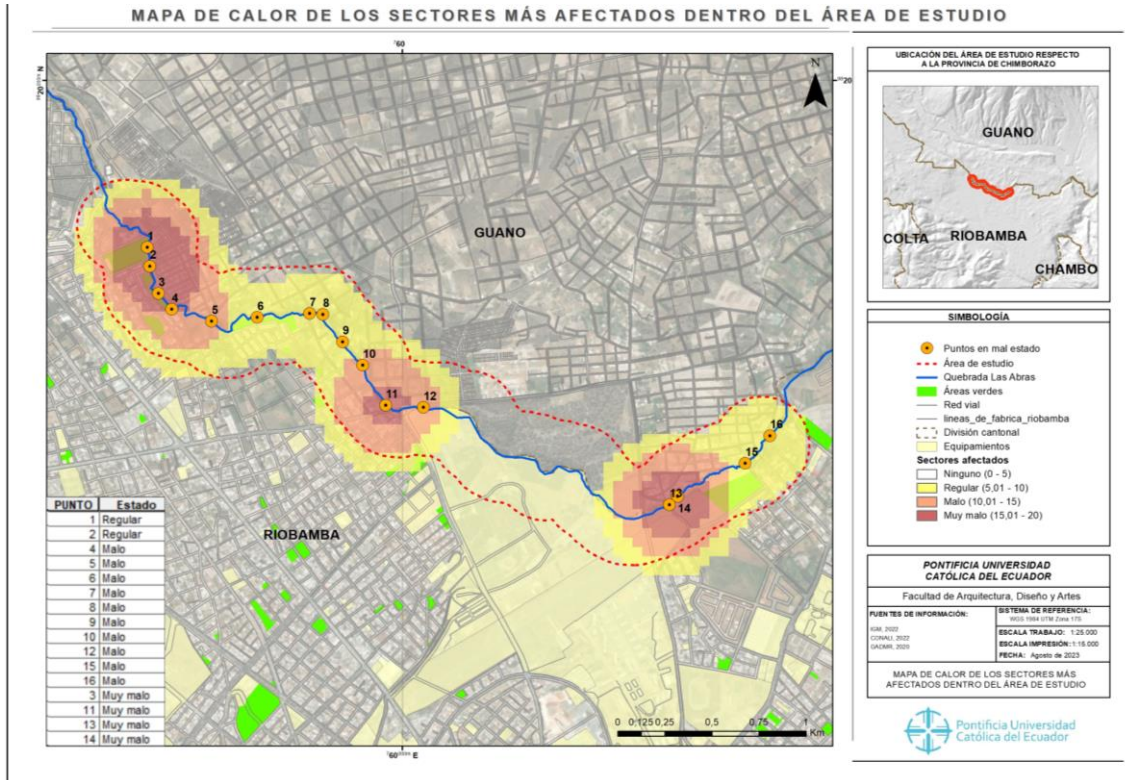 MAPA DE CALOR DE LOS SECTORES MÁS AFECTADOS DENTRO DEL ÁREA DE ESTUDIO
N
GUANO
RIOBAMBA
1
2
3
4
5
6
7
8
9
10
11
12
13
14
15
16
PUNTO Estado
1 Regular
2 Regular
4 Malo
5 Malo
6 Malo
7 Malo
8 Malo
9 Malo
10 Malo
12 Malo
15 Malo
16 Malo
3 Muy malo
11 Muy malo
13 Muy malo
14 Muy malo
0 0,125 0,25 0,5 0,75 1
Km
UBICACIÓN DEL ÁREA DE ESTUDIO RESPECTO
A LA PROVINCIA DE CHIMBORAZO
GUANO
COLTA
RIOBAMBA
CHAMBO
SIMBOLOGÍA
Puntos en mal estado
Área de estudio
Quebrada Las Abras
Áreas verdes
Red vial
lineas_de_fabrica_riobamba
División cantonal
Equipamientos
Sectores afectados
Ninguno (0 - 5)
Regular (5,01 - 10)
Malo (10,01 - 15)
Muy malo (15,01 - 20)
PONTIFICIA UNIVERSIDAD
CATÓLICA DEL ECUADOR
Facultad de Arquitectura, Diseño y Artes
FUENTES DE INFORMACIÓN:
IGM, 2022
CONALI, 2022
GADMR, 2020
SISTEMA DE REFERENCIA:
WGS 1984 UTM Zona 17S
ESCALA TRABAJO: 1:25.000
ESCALA IMPRESIÓN: 1:15.000
FECHA: Agosto de 2023
MAPA DE CALOR DE LOS SECTORES MÁS
AFECTADOS DENTRO DEL ÁREA DE ESTUDIO
Pontificia Universidad
Católica del Ecuador